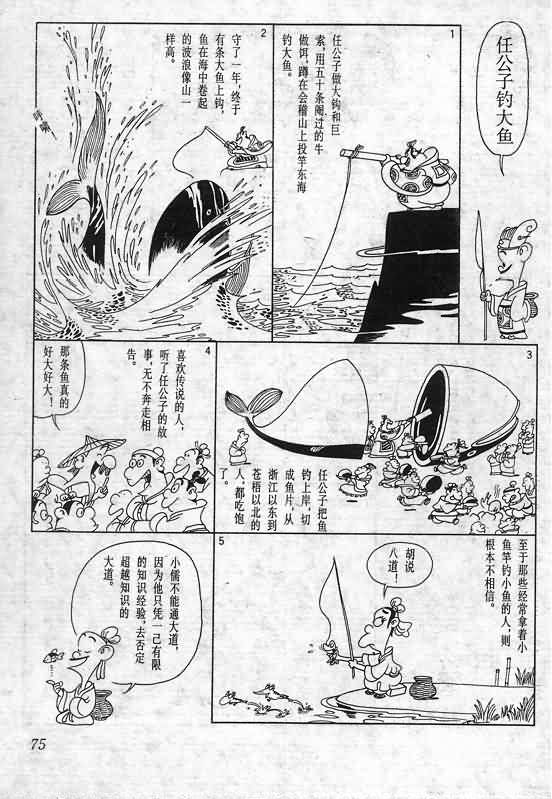 任公子钓大鱼
1
任公子做大钩和巨
索，用五十条阉过的牛
做饵，蹲在会稽山上投竿东海
钓大鱼。
2
守了一年，终于
有条大鱼上钩，
鱼在海中卷起
的波浪像山一
样高。
3
任公子把鱼
钓上岸，切
成鱼片，从
浙江以东到
苍梧以北的
人，都吃饱
了。
4
喜欢传说的人，
听了任公子的故
事，无不奔走相
告。
那条鱼真的
好大好大！
5
至于那些经常拿着小
鱼竿钓小鱼的人，则
根本不相信。
胡说
八道！
小儒不能通大道，
因为他只凭一己有限
的知识经验，去否定
超越知识的
大道。
75